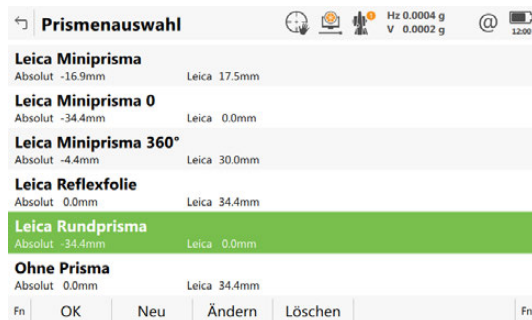 Prismenauswahl
Hz 0.0004 g
V 0.0002 g
@
12:00
Leica Miniprisma
Absolut -16.9mm Leica 17.5mm
Leica Miniprisma 0
Absolut -34.4mm Leica 0.0mm
Leica Miniprisma 360°
Absolut -4.4mm Leica 30.0mm
Leica Reflexfolie
Absolut 0.0mm Leica 34.4mm
Leica Rundprisma
Absolut -34.4mm Leica 0.0mm
Ohne Prisma
Absolut 0.0mm Leica 34.4mm
Fn OK Neu Ändern Löschen Fn